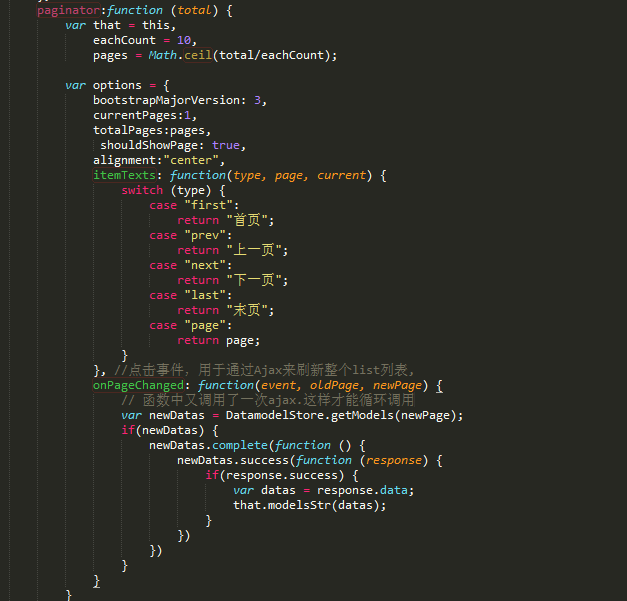 paginator:function (total) {
var that = this,
eachCount = 10,
pages = Math.ceil(total/eachCount);
var options = {
bootstrapMajorVersion: 3,
currentPages:1,
totalPages:pages,
shouldShowPage: true,
alignment:"center",
itemTexts: function(type, page, current) {
switch (type) {
case "first":
return "首页";
case "prev":
return "上一页";
case "next":
return "下一页";
case "last":
return "末页";
case "page":
return page;
}
}, //点击事件，用于通过Ajax来刷新整个list列表,
onPageChanged: function(event, oldPage, newPage) {
// 函数中又调用了一次ajax.这样才能循环调用
var newDatas = DatamodelStore.getModels(newPage);
if(newDatas) {
newDatas.complete(function () {
newDatas.success(function (response) {
if(response.success) {
var datas = response.data;
that.modelsStr(datas);
}
})
})
}
}
}